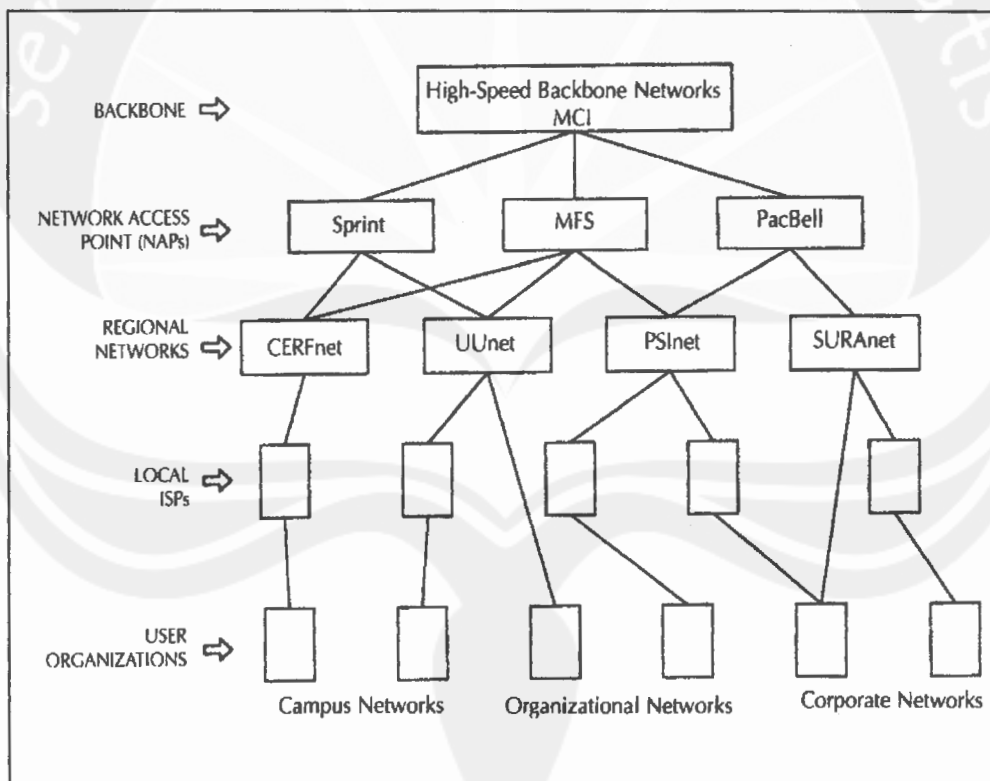 High-Speed Backbone Networks
MCI
BACKBONE
NETWORK ACCESS
POINT (NAPs)
Sprint
MFS
PacBell
REGIONAL
NETWORKS
CERFnet
UUnet
PSInet
SURAnet
LOCAL
ISPs
USER
ORGANIZATIONS
Campus Networks
Organizational Networks
Corporate Networks